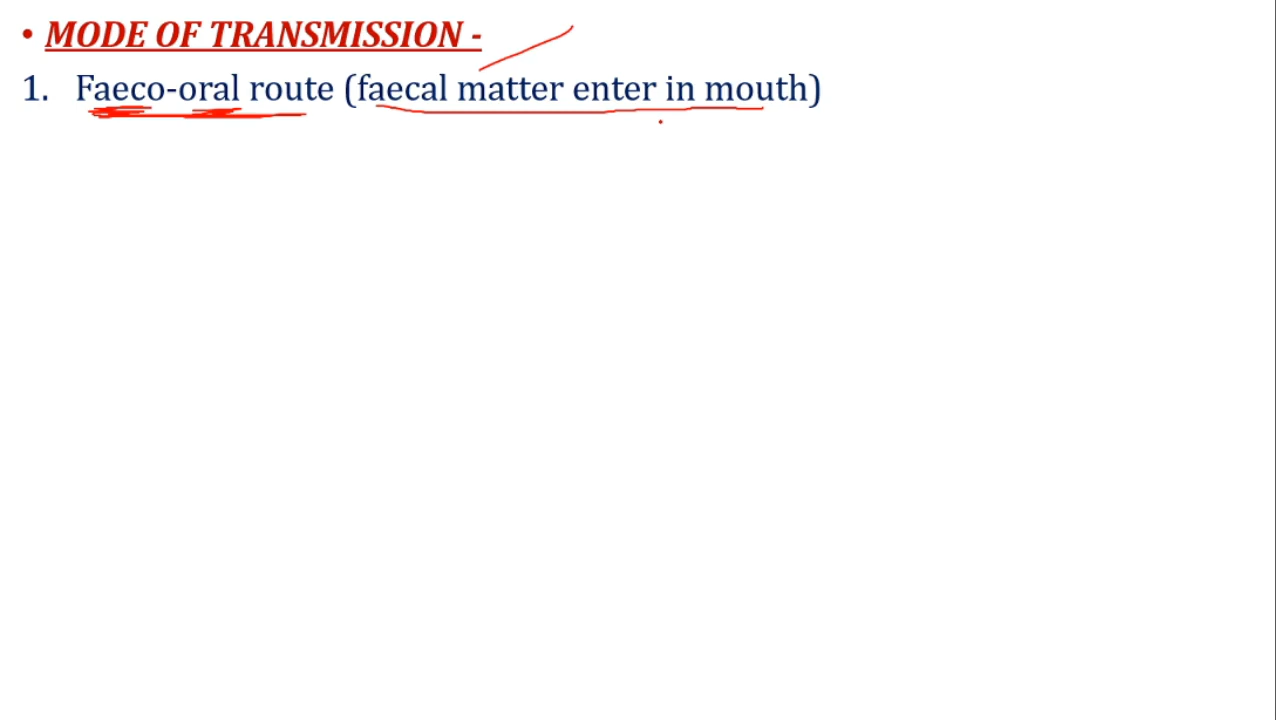 • MODE OF TRANSMISSION -
1. Faeco-oral route (faecal matter enter in mouth)